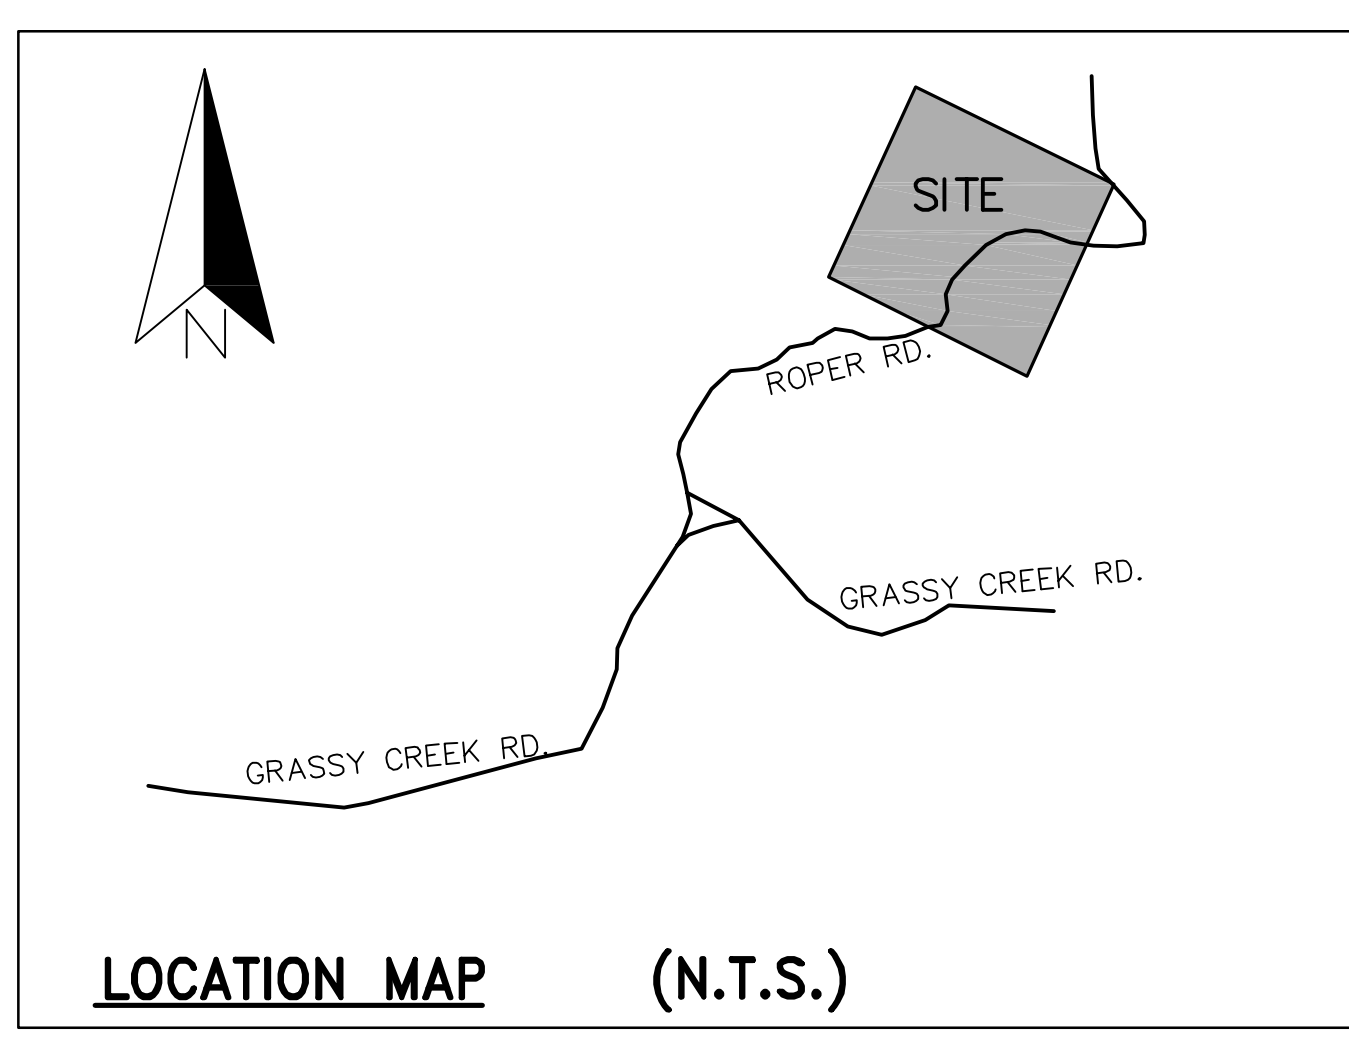 N
SITE
ROPER RD.
GRASSY CREEK RD.
GRASSY CREEK RD.
LOCATION MAP (N.T.S.)